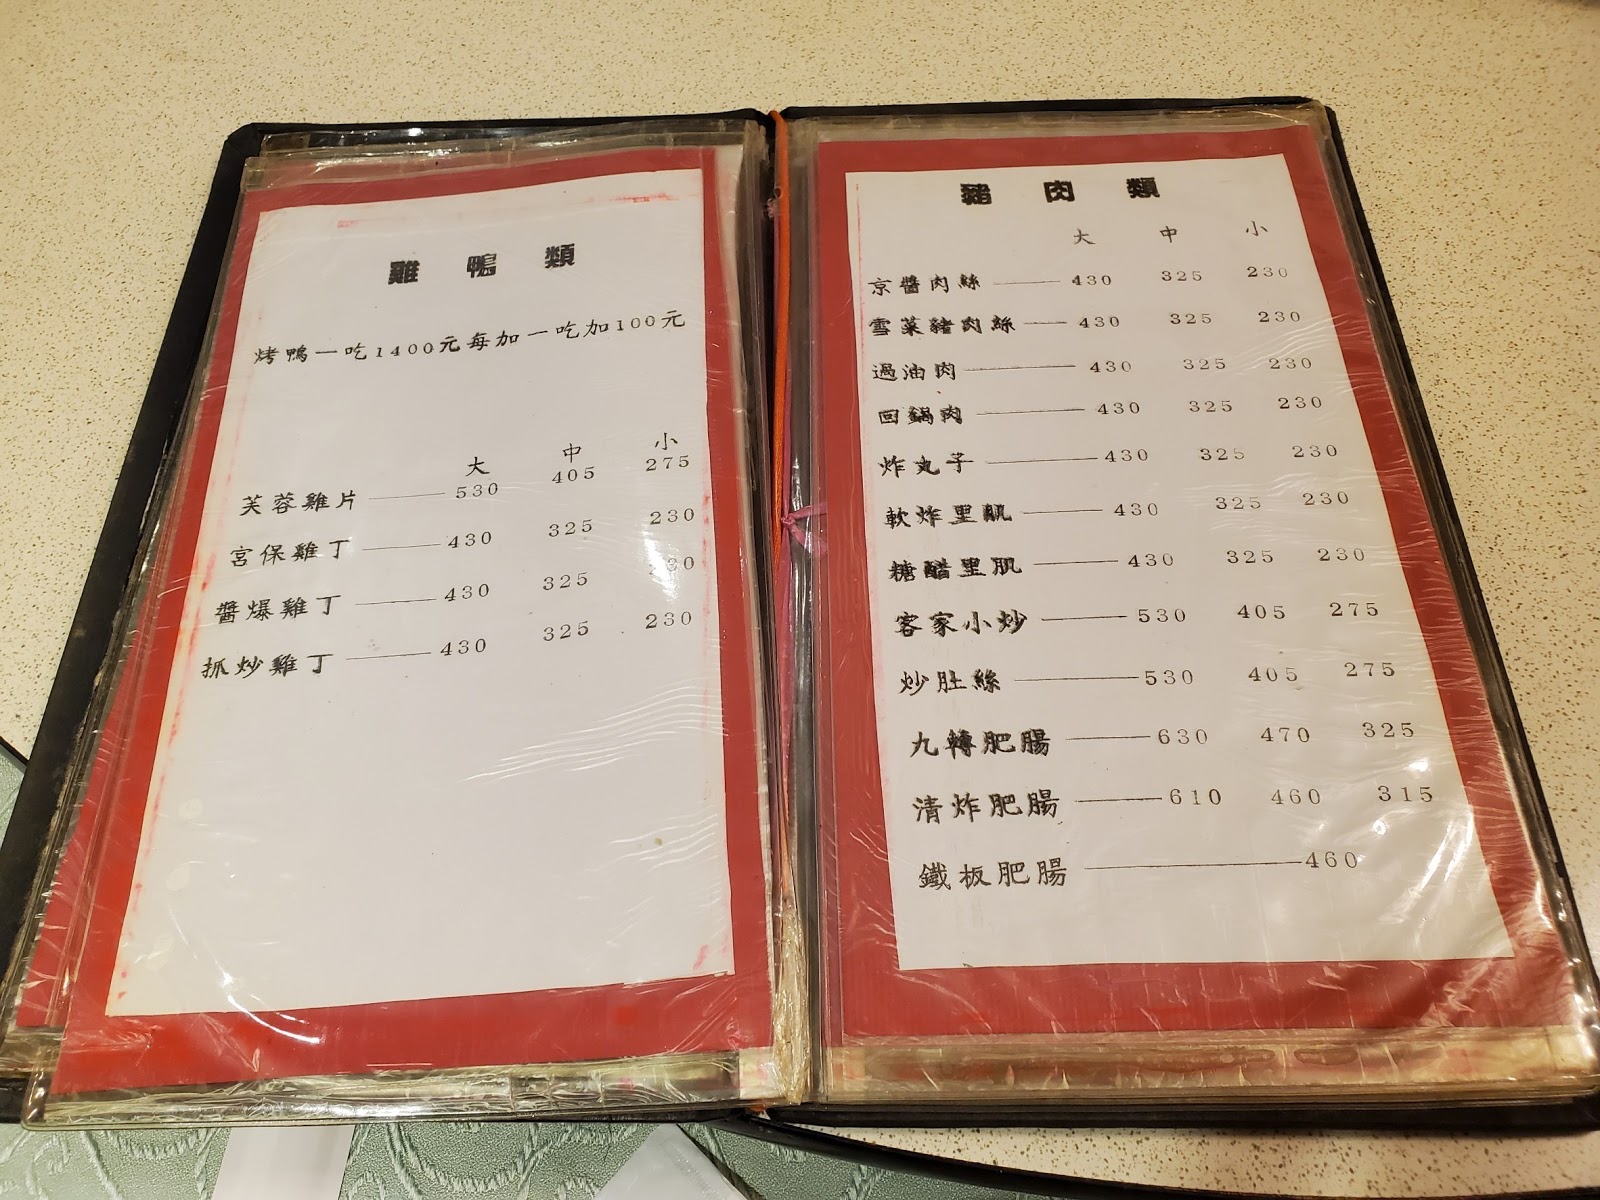 雞鴨類
烤鴨一吃1400元每加一吃加100元
大 中 小
芙蓉雞片 530 405 275
宮保雞丁 430 325 230
醬爆雞丁 430 325 230
抓炒雞丁 430 325 230
豬肉類
大 中 小
京醬肉絲 430 325 230
雪菜豬肉絲 430 325 230
過油肉 430 325 230
回鍋肉 430 325 230
炸丸子 430 325 230
軟炸里肌 430 325 230
糖醋里肌 430 325 230
客家小炒 530 405 275
炒肚絲 530 405 275
九轉肥腸 630 470 325
清炸肥腸 610 460 315
鐵板肥腸 460